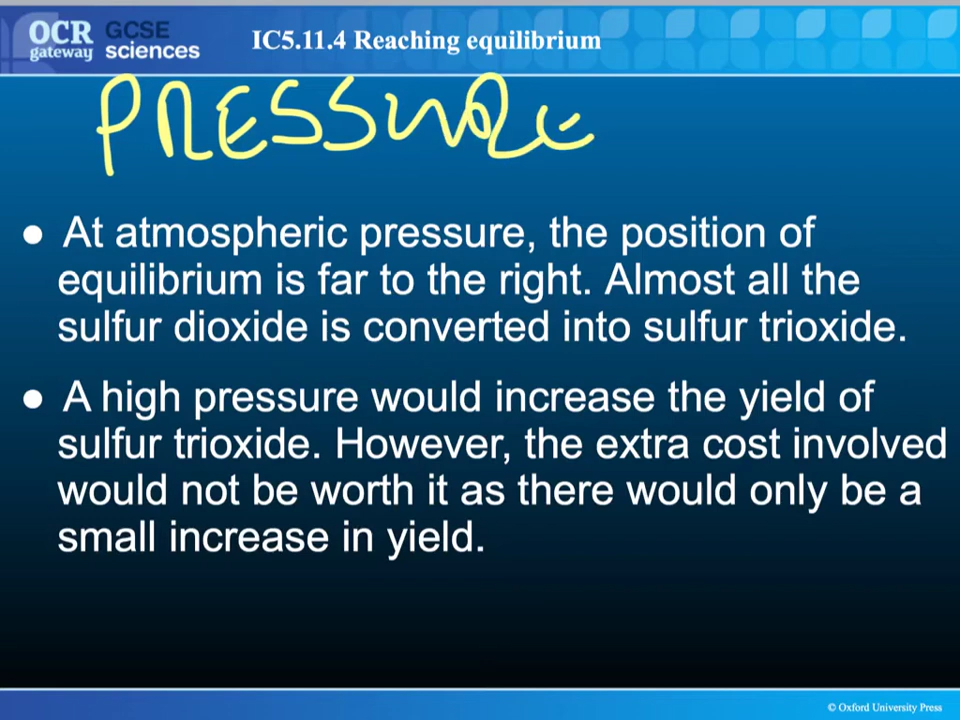 OCR GCSE
gateway sciences
IC5.11.4 Reaching equilibrium
PRESSURE
● At atmospheric pressure, the position of
equilibrium is far to the right. Almost all the
sulfur dioxide is converted into sulfur trioxide.
● A high pressure would increase the yield of
sulfur trioxide. However, the extra cost involved
would not be worth it as there would only be a
small increase in yield.
© Oxford University Press